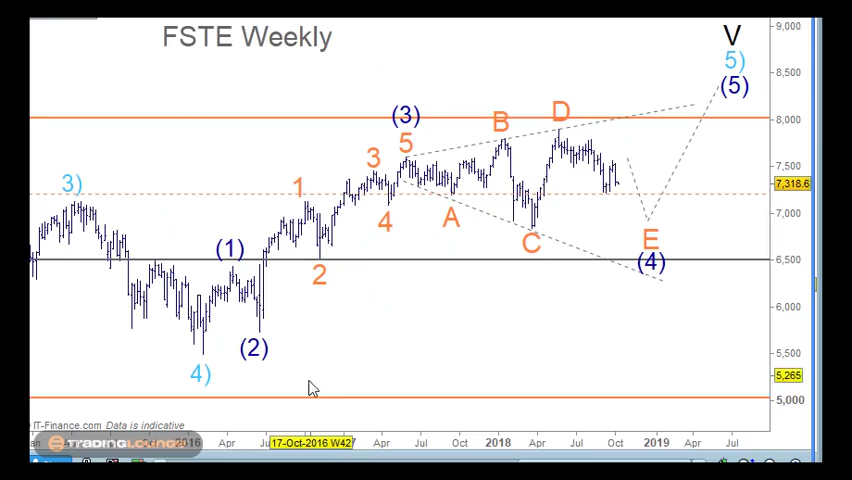 FSTE Weekly
V
5)
(5)
9,000
8,500
8,000
7,500
7,318.6
7,000
6,500
6,000
5,500
5,265
5,000
3)
4)
(1)
(2)
1
2
3
4
5
(3)
A
B
C
D
E
(4)
IT-Finance.com Data is indicative
TRADINGLOUNGE
2016
Apr
17-Oct-2016 W42
Apr
Jul
Oct
2018
Apr
Jul
Oct
2019
Apr
Jul